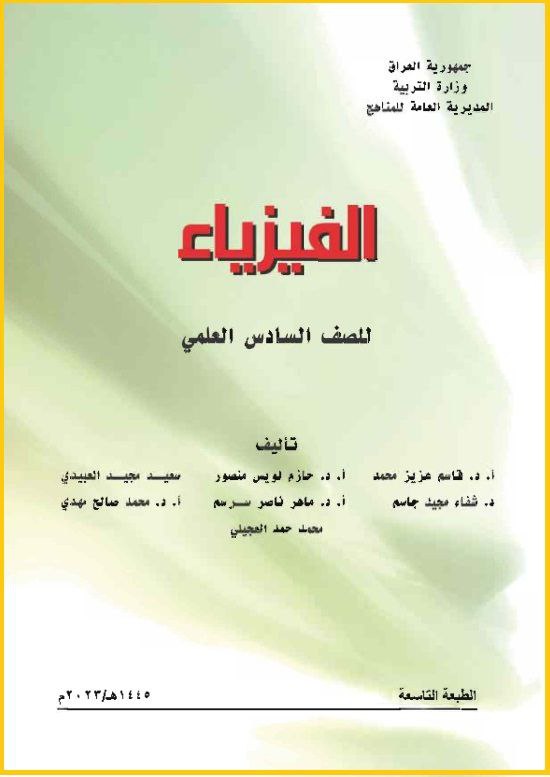 جمهورية العراق
وزارة التربية
المديرية العامة للمناهج
الفيزياء
للصف السادس العلمي
تأليف
أ. د. قاسم عزيز محمد أ. د. حازم لويس منصور سعيد مجيد العبيدي
د. شفاء مجيد جاسم أ. د. ماهر ناصر سرسم أ. د. محمد صالح مهدي
محمد حمد العجيلي
الطبعة التاسعة ١٤٤٥هـ/٢٠٢٣م